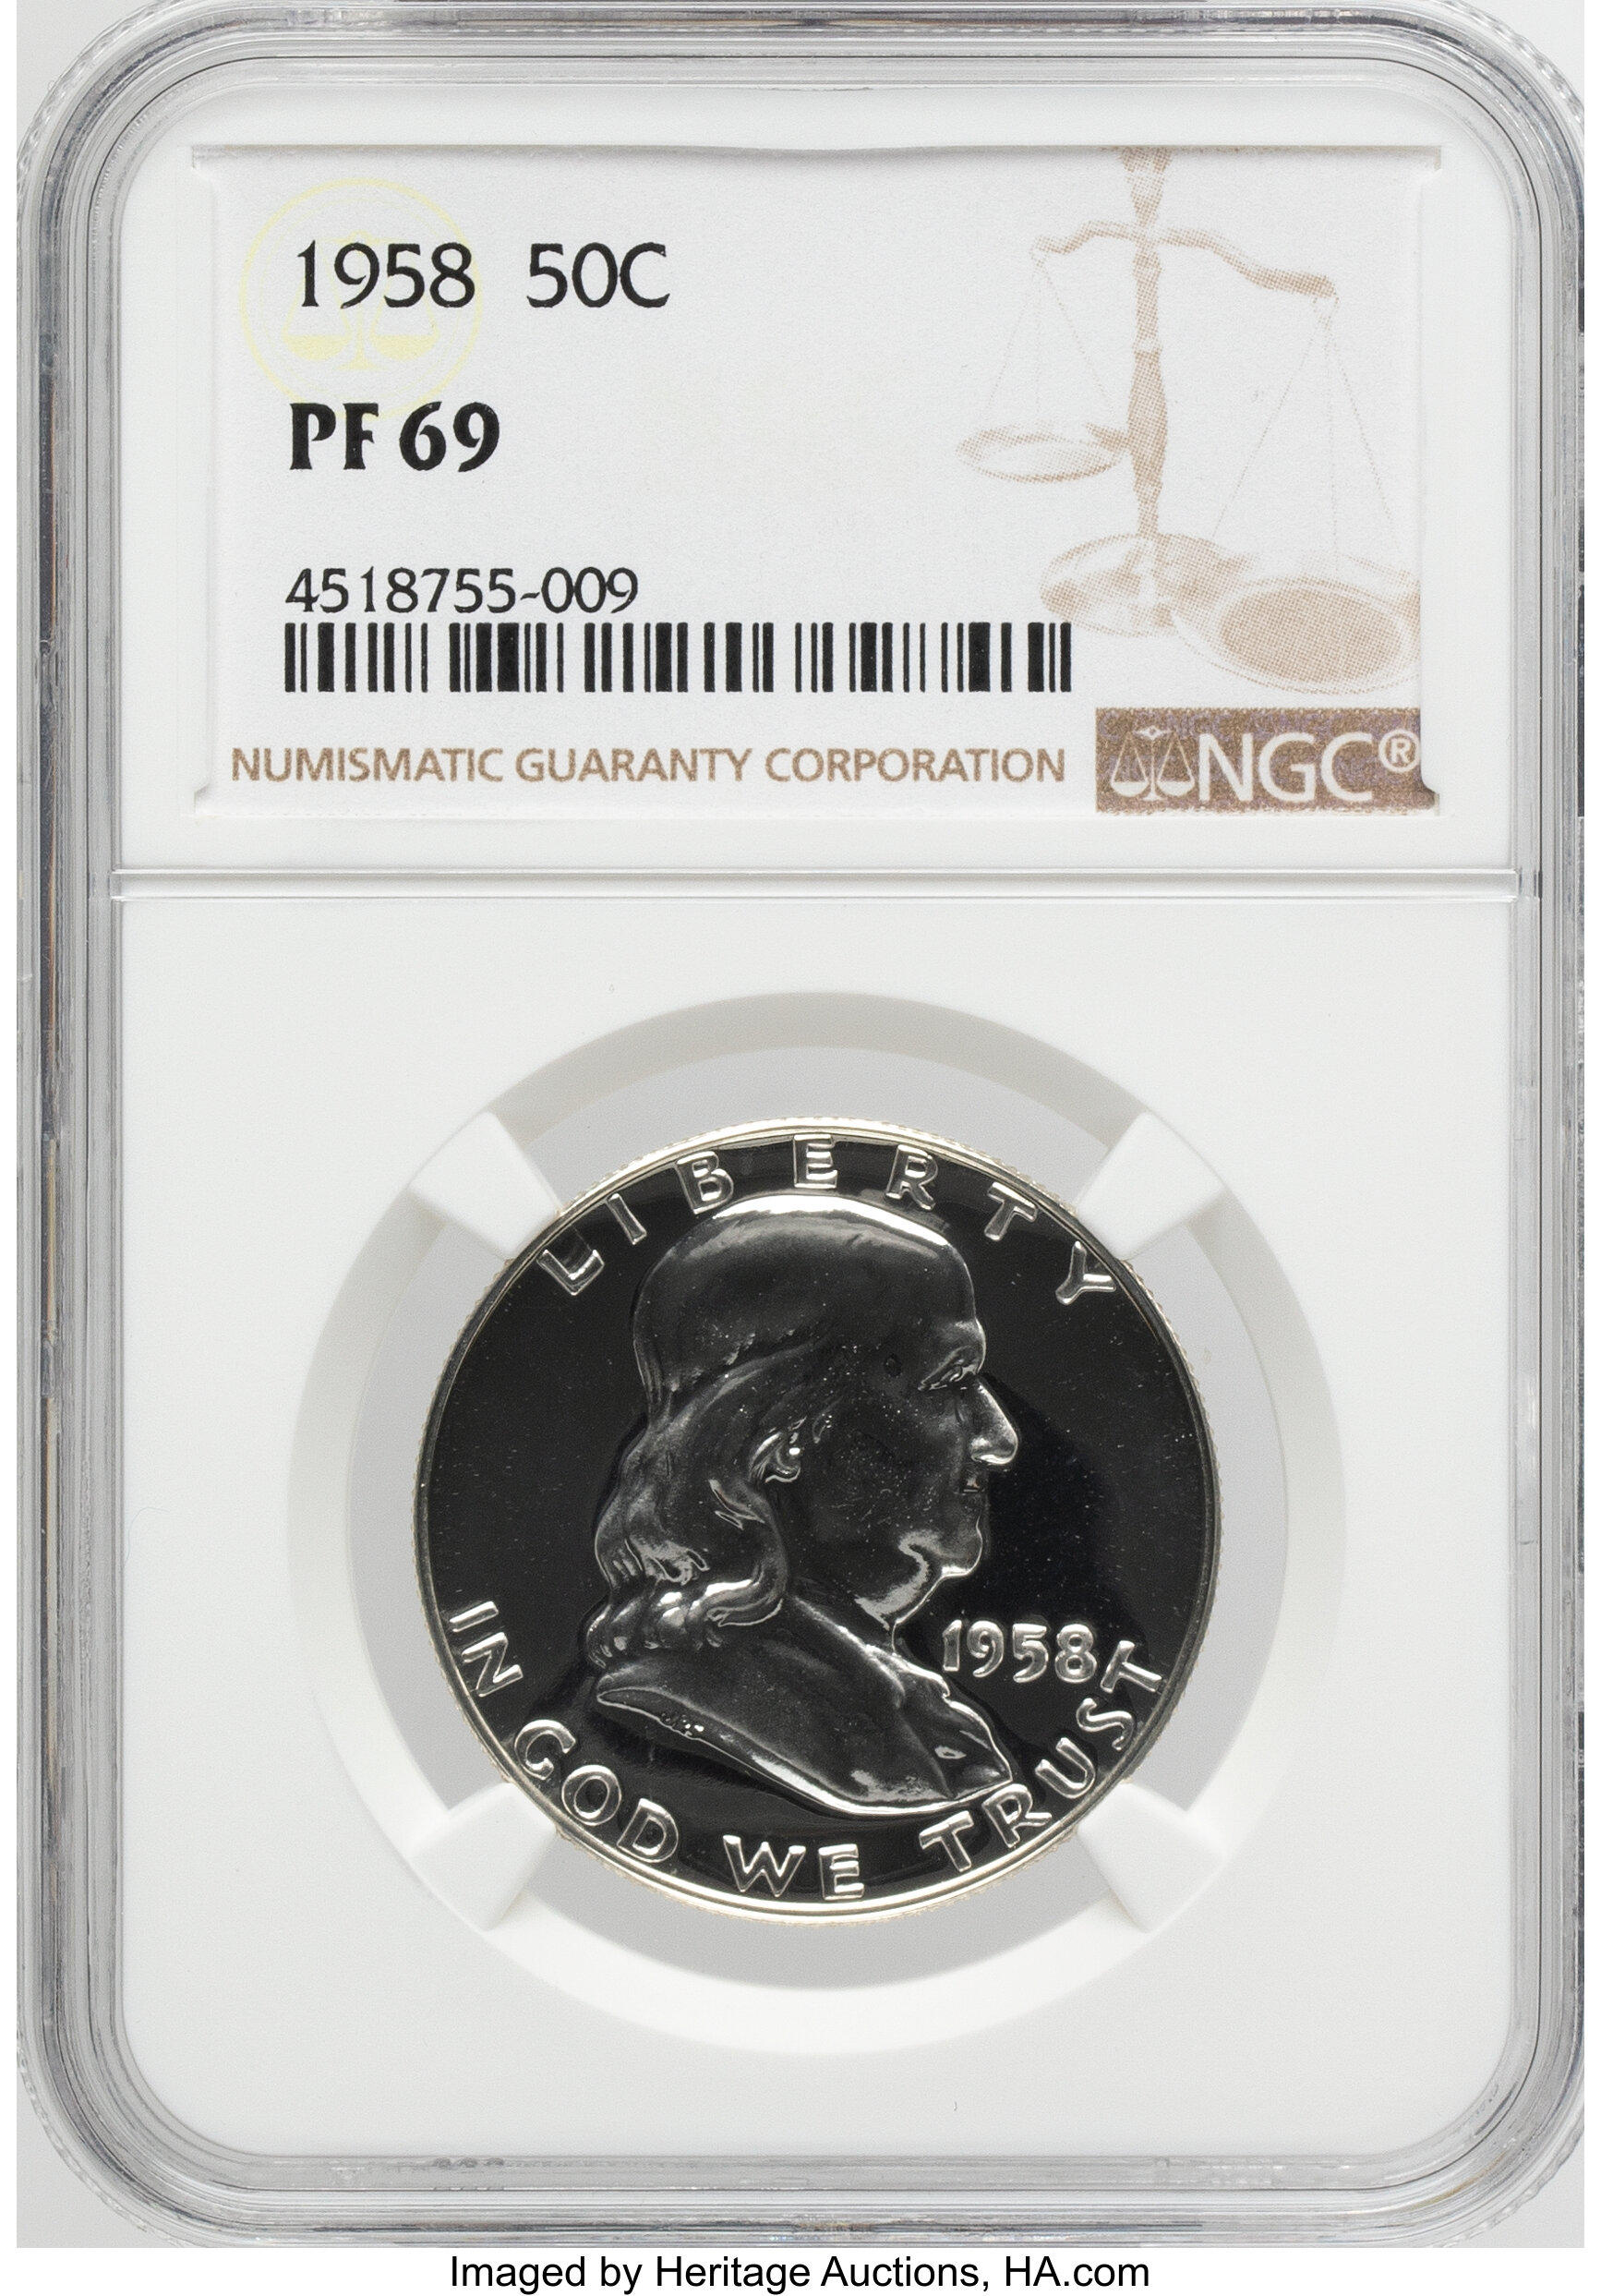 1958 50C
PF 69
4518755-009
NUMISMATIC GUARANTY CORPORATION
NGC®
LIBERTY
1958
IN GOD WE TRUST
Imaged by Heritage Auctions, HA.com